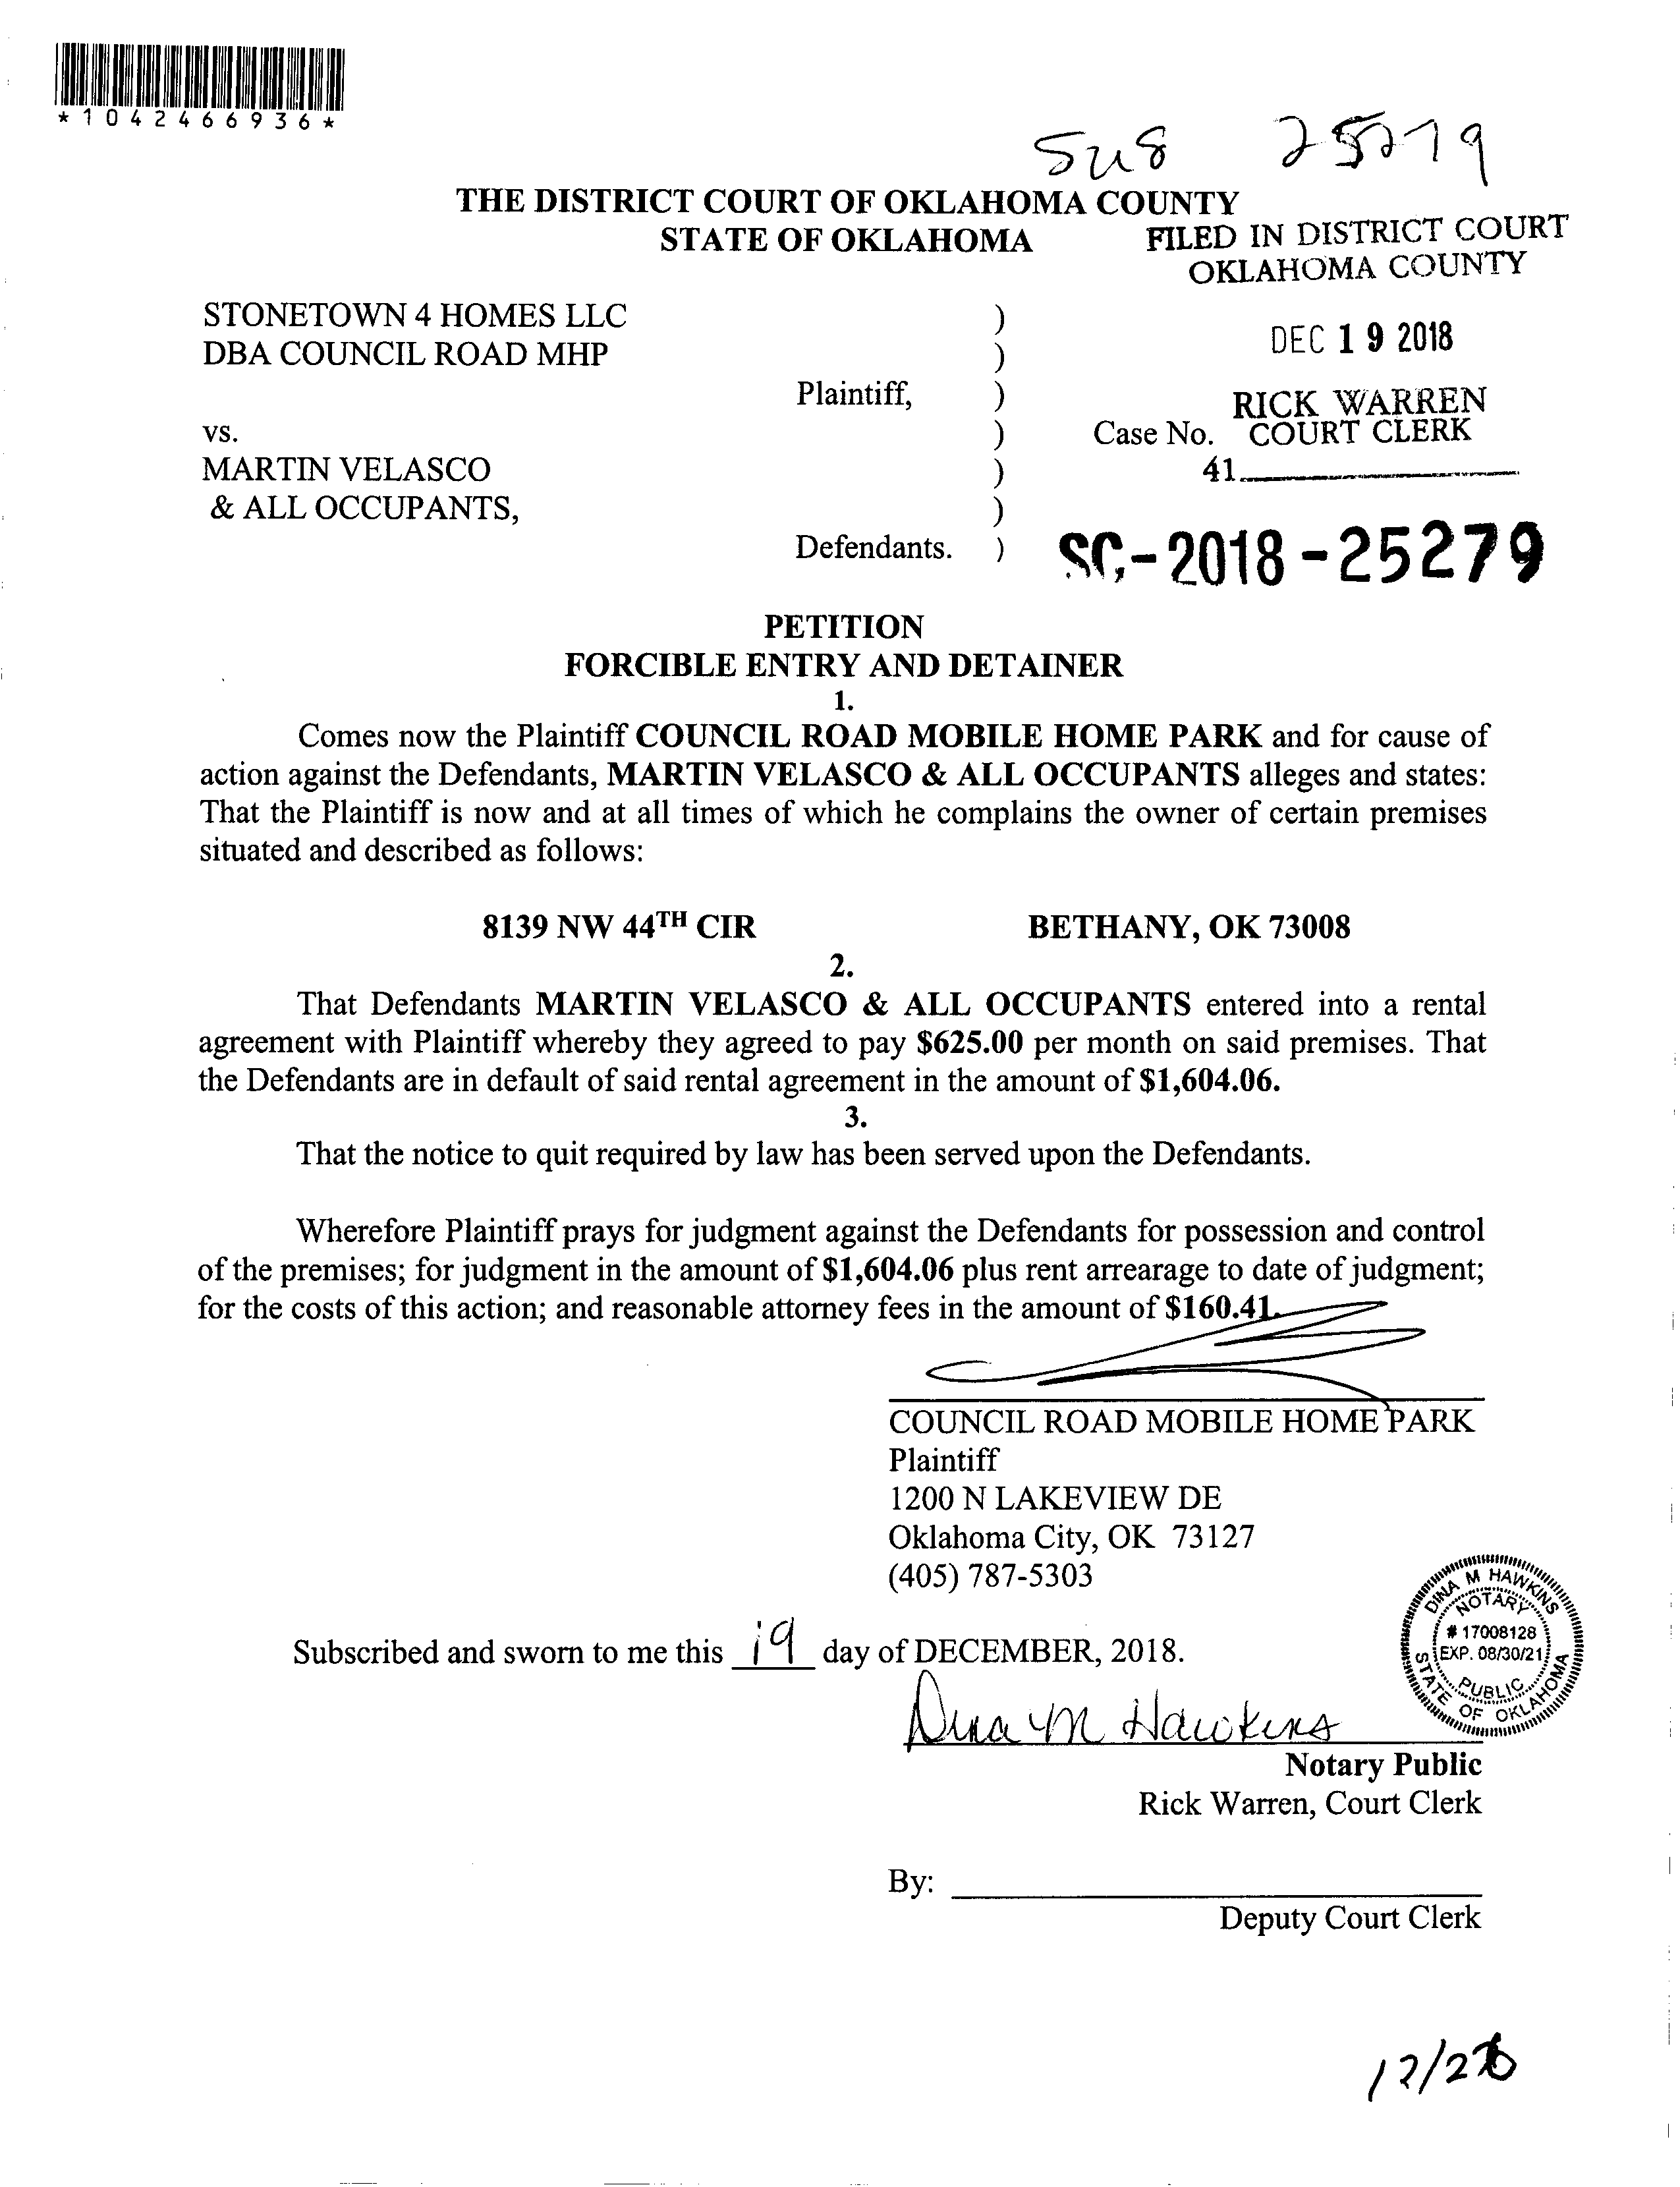 *1042466936*
25279
THE DISTRICT COURT OF OKLAHOMA COUNTY
STATE OF OKLAHOMA
FILED IN DISTRICT COURT
OKLAHOMA COUNTY
STONETOWN 4 HOMES LLC )
DBA COUNCIL ROAD MHP )
DEC 19 2018
Plaintiff, )
RICK WARREN
vs. ) Case No. COURT CLERK
MARTIN VELASCO ) 41
& ALL OCCUPANTS, )
Defendants. ) SC-2018-25279
PETITION
FORCIBLE ENTRY AND DETAINER
1.
Comes now the Plaintiff COUNCIL ROAD MOBILE HOME PARK and for cause of
action against the Defendants, MARTIN VELASCO & ALL OCCUPANTS alleges and states:
That the Plaintiff is now and at all times of which he complains the owner of certain premises
situated and described as follows:
8139 NW 44TH CIR BETHANY, OK 73008
2.
That Defendants MARTIN VELASCO & ALL OCCUPANTS entered into a rental
agreement with Plaintiff whereby they agreed to pay $625.00 per month on said premises. That
the Defendants are in default of said rental agreement in the amount of $1,604.06.
3.
That the notice to quit required by law has been served upon the Defendants.
Wherefore Plaintiff prays for judgment against the Defendants for possession and control
of the premises; for judgment in the amount of $1,604.06 plus rent arrearage to date of judgment;
for the costs of this action; and reasonable attorney fees in the amount of $160.41.
COUNCIL ROAD MOBILE HOME PARK
Plaintiff
1200 N LAKEVIEW DE
Oklahoma City, OK 73127
(405) 787-5303
DINA M HAWKINS
NOTARY
# 17008128
EXP. 08/30/21
PUBLIC
STATE OF OKLAHOMA
Subscribed and sworn to me this 19 day of DECEMBER, 2018.
Dina M Hawkins
Notary Public
Rick Warren, Court Clerk
By:
Deputy Court Clerk